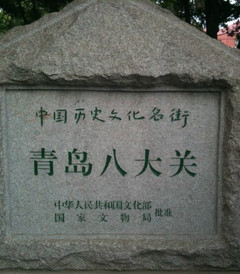 中国历史文化名街
青岛八大关
中华人民共和国文化部
国家文物局 批准